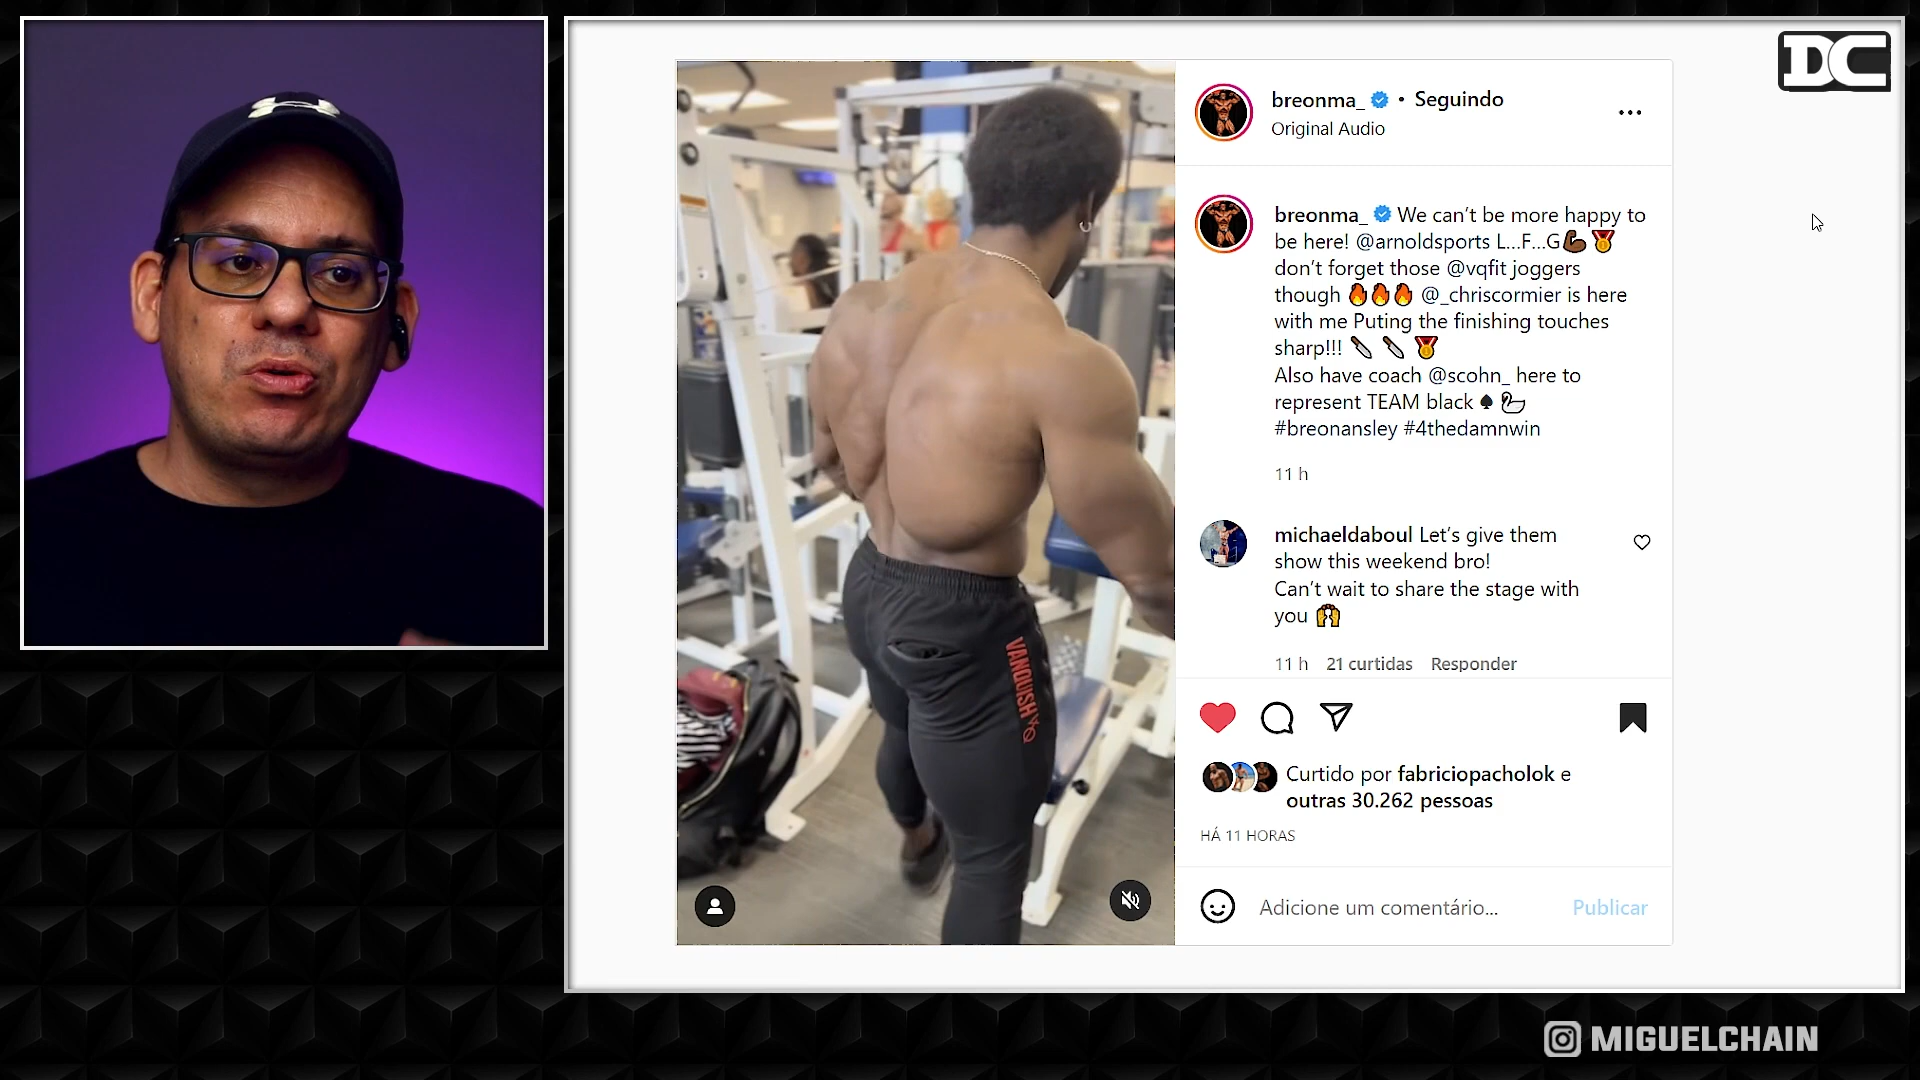 DC
breonma_ • Seguindo
Original Audio
breonma_ We can't be more happy to
be here! @arnoldsports L...F...G💪🏾🏅
don't forget those @vqfit joggers
though 🔥🔥🔥 @_chriscormier is here
with me Puting the finishing touches
sharp!!! 🔪 🔪 🏅
Also have coach @scohn_ here to
represent TEAM black ♠️ 🦢
#breonansley #4thedamnwin
11 h
michaeldaboul Let's give them
show this weekend bro!
Can't wait to share the stage with
you 🙌
11 h 21 curtidas Responder
VANQUISH
Curtido por fabriciopacholok e
outras 30.262 pessoas
HÁ 11 HORAS
Adicione um comentário... Publicar
MIGUELCHAIN